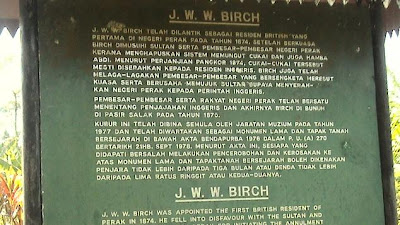 J. W. W. BIRCH
J. W. W. BIRCH TELAH DILANTIK SEBAGAI RESIDEN BRITISH YANG
PERTAMA DI NEGERI PERAK PADA TAHUN 1874. SETELAH BERKUASA
BIRCH DIMUSUHI SULTAN SERTA PEMBESAR-PEMBESAR NEGERI PERAK
KERANA MENGHAPUSKAN SISTEM MEMUNGUT CUKAI DAN JUGA HAMBA
ABDI. MENURUT PERJANJIAN PANGKOR 1874, CUKAI-CUKAI TERSEBUT
MESTI DISERAHKAN KEPADA RESIDEN INGGERIS. BIRCH JUGA TELAH
MELAGA-LAGAKAN PEMBESAR-PEMBESAR YANG BERSENGKETA MEREBUT
KUASA SERTA BERUSAHA MEMUJUK SULTAN SUPAYA MENYERAH-
KAN NEGERI PERAK KEPADA PERINTAH INGGERIS.
PEMBESAR-PEMBESAR SERTA RAKYAT NEGERI PERAK TELAH BERSATU
MENENTANG PENJAJAHAN INGGERIS DAN AKHIRNYA BIRCH DI BUNUH
DI PASIR SALAK PADA TAHUN 1875.
KUBUR INI TELAH DIBINA SEMULA OLEH JABATAN MUZIUM PADA TAHUN
1977 DAN TELAH DIWARTAKAN SEBAGAI MONUMEN LAMA DAN TAPAK TANAH
BERSEJARAH DI BAWAH AKTA BENDAPURBA 1976 DALAM P. U. (A) 270
BERTARIKH 21HB. SEPT 1978. MENURUT AKTA INI, SESIAPA YANG
DIDAPATI BERSALAH MELAKUKAN PENCEROBOHAN DAN KEROSAKAN KE
ATAS MONUMEN LAMA DAN TAPAKTANAH BERSEJARAH BOLEH DIKENAKAN
PENJARA TIDAK LEBIH DARIPADA TIGA BULAN ATAU DENDA TIDAK LEBIH
DARIPADA LIMA RATUS RINGGIT ATAU KEDUA-DUANYA.
J. W. W. BIRCH
J. W. W. BIRCH WAS APPOINTED THE FIRST BRITISH RESIDENT OF
PERAK IN 1874. HE FELL INTO DISFAVOUR WITH THE SULTAN AND
FOR INITIATING THE ANNULMENT